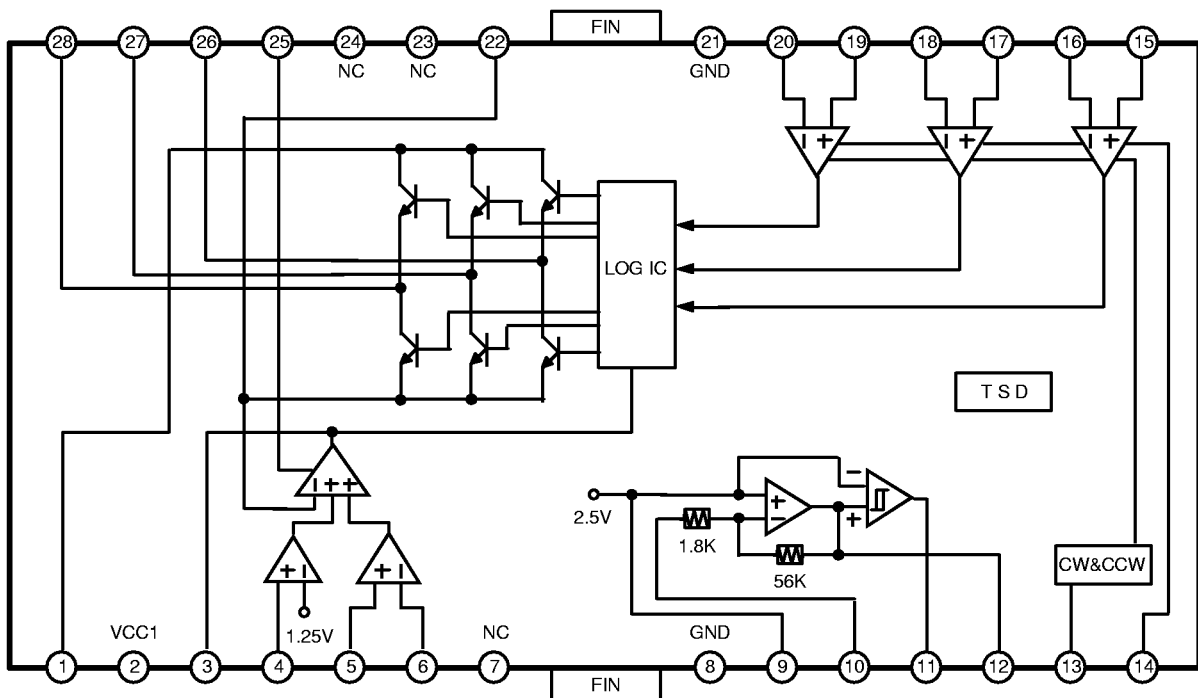 FIN
28 27 26 25 24 23 22 21 20 19 18 17 16 15
NC NC GND
− + − + − +
LOG IC
T S D
− + +
2.5V
+ −
− +
1.8K
56K
CW&CCW
+ − + −
1.25V
VCC1 NC GND
1 2 3 4 5 6 7 8 9 10 11 12 13 14
FIN